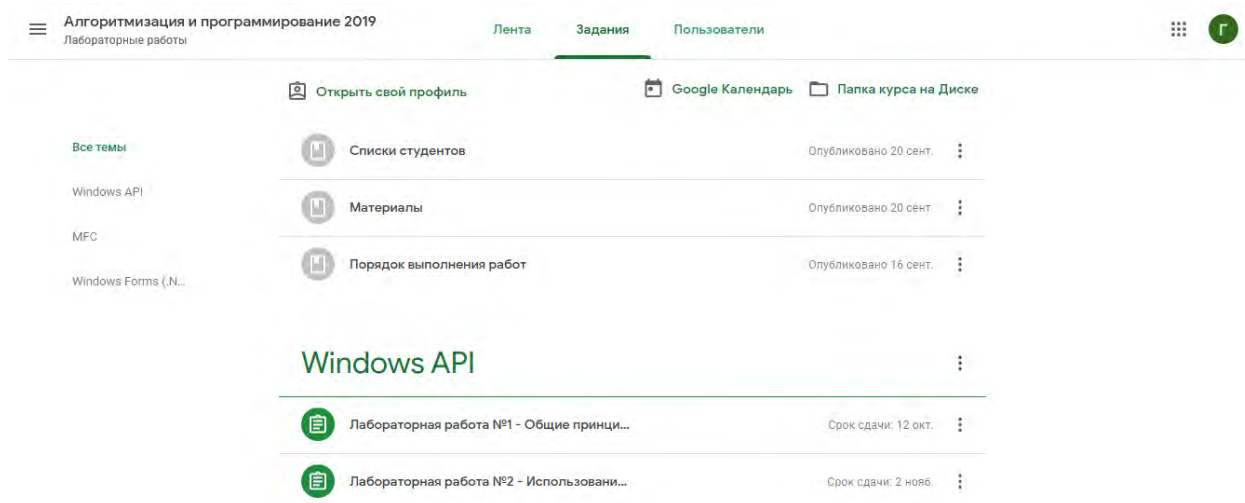 Алгоритмизация и программирование 2019
Лабораторные работы
Лента Задания Пользователи
Г
Открыть свой профиль Google Календарь Папка курса на Диске
Все темы
Windows API
MFC
Windows Forms (.N...
Списки студентов Опубликовано 20 сент.
Материалы Опубликовано 20 сент
Порядок выполнения работ Опубликовано 16 сент.
Windows API
Лабораторная работа №1 - Общие принци... Срок сдачи: 12 окт.
Лабораторная работа №2 - Использовани... Срок сдачи: 2 нояб.